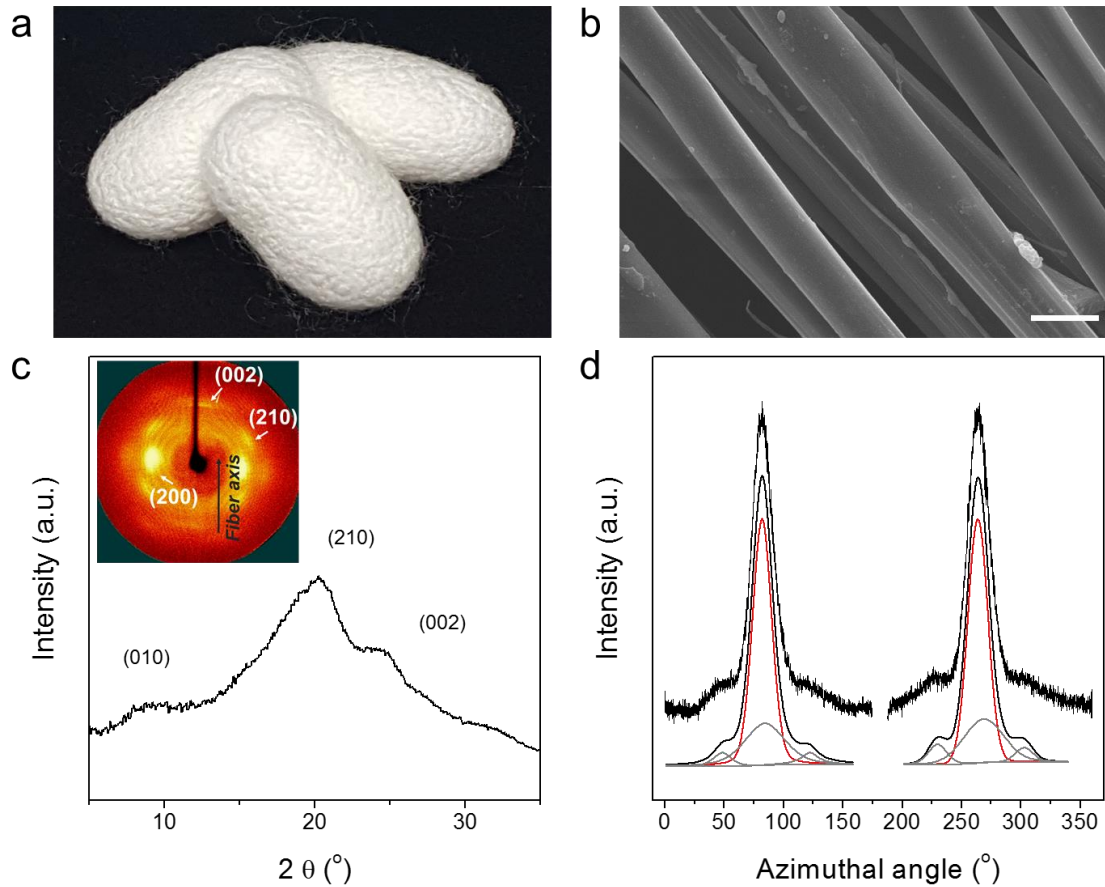 a
b
c
(002)
(210)
(200)
Fiber axis
(210)
(002)
(010)
Intensity (a.u.)
10
20
30
2 θ (°)
d
Intensity (a.u.)
0
50
100
150
200
250
300
350
Azimuthal angle (°)